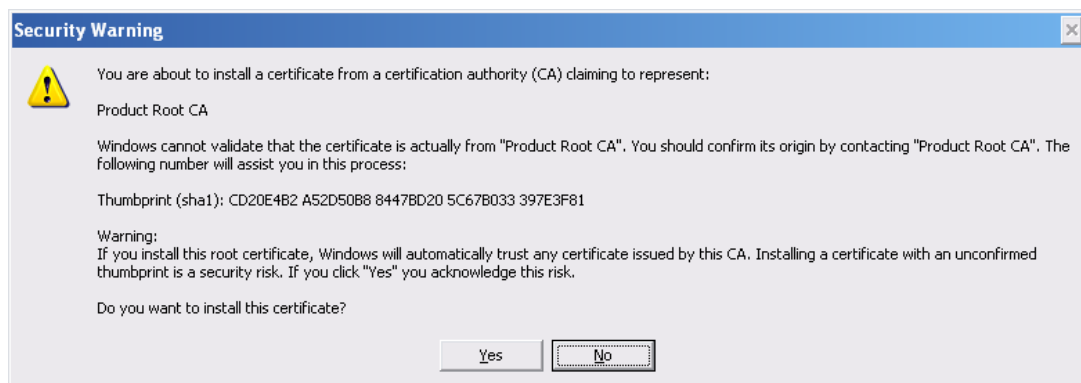 Security Warning
You are about to install a certificate from a certification authority (CA) claiming to represent:
Product Root CA
Windows cannot validate that the certificate is actually from "Product Root CA". You should confirm its origin by contacting "Product Root CA". The
following number will assist you in this process:
Thumbprint (sha1): CD20E4B2 A52D50B8 8447BD20 5C67B033 397E3F81
Warning:
If you install this root certificate, Windows will automatically trust any certificate issued by this CA. Installing a certificate with an unconfirmed
thumbprint is a security risk. If you click "Yes" you acknowledge this risk.
Do you want to install this certificate?
Yes No